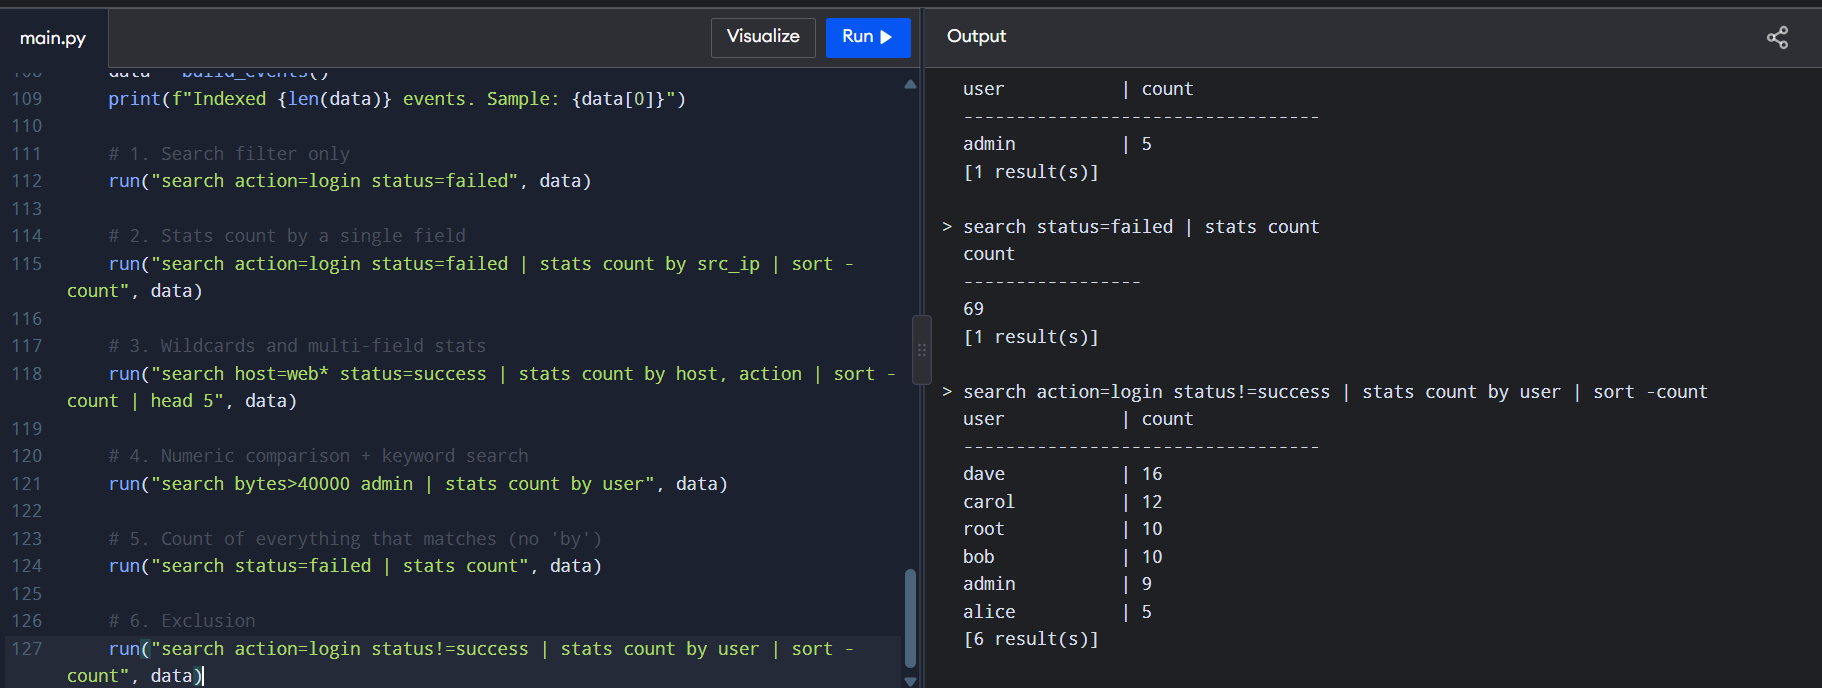 main.py
Visualize
Run
Output
109 print(f"Indexed {len(data)} events. Sample: {data[0]}")
110
111 # 1. Search filter only
112 run("search action=login status=failed", data)
113
114 # 2. Stats count by a single field
115 run("search action=login status=failed | stats count by src_ip | sort -
count", data)
116
117 # 3. Wildcards and multi-field stats
118 run("search host=web* status=success | stats count by host, action | sort -
count | head 5", data)
119
120 # 4. Numeric comparison + keyword search
121 run("search bytes>40000 admin | stats count by user", data)
122
123 # 5. Count of everything that matches (no 'by')
124 run("search status=failed | stats count", data)
125
126 # 6. Exclusion
127 run("search action=login status!=success | stats count by user | sort -
count", data)
user | count
----------------------------------
admin | 5
[1 result(s)]
> search status=failed | stats count
count
-----------------
69
[1 result(s)]
> search action=login status!=success | stats count by user | sort -count
user | count
----------------------------------
dave | 16
carol | 12
root | 10
bob | 10
admin | 9
alice | 5
[6 result(s)]